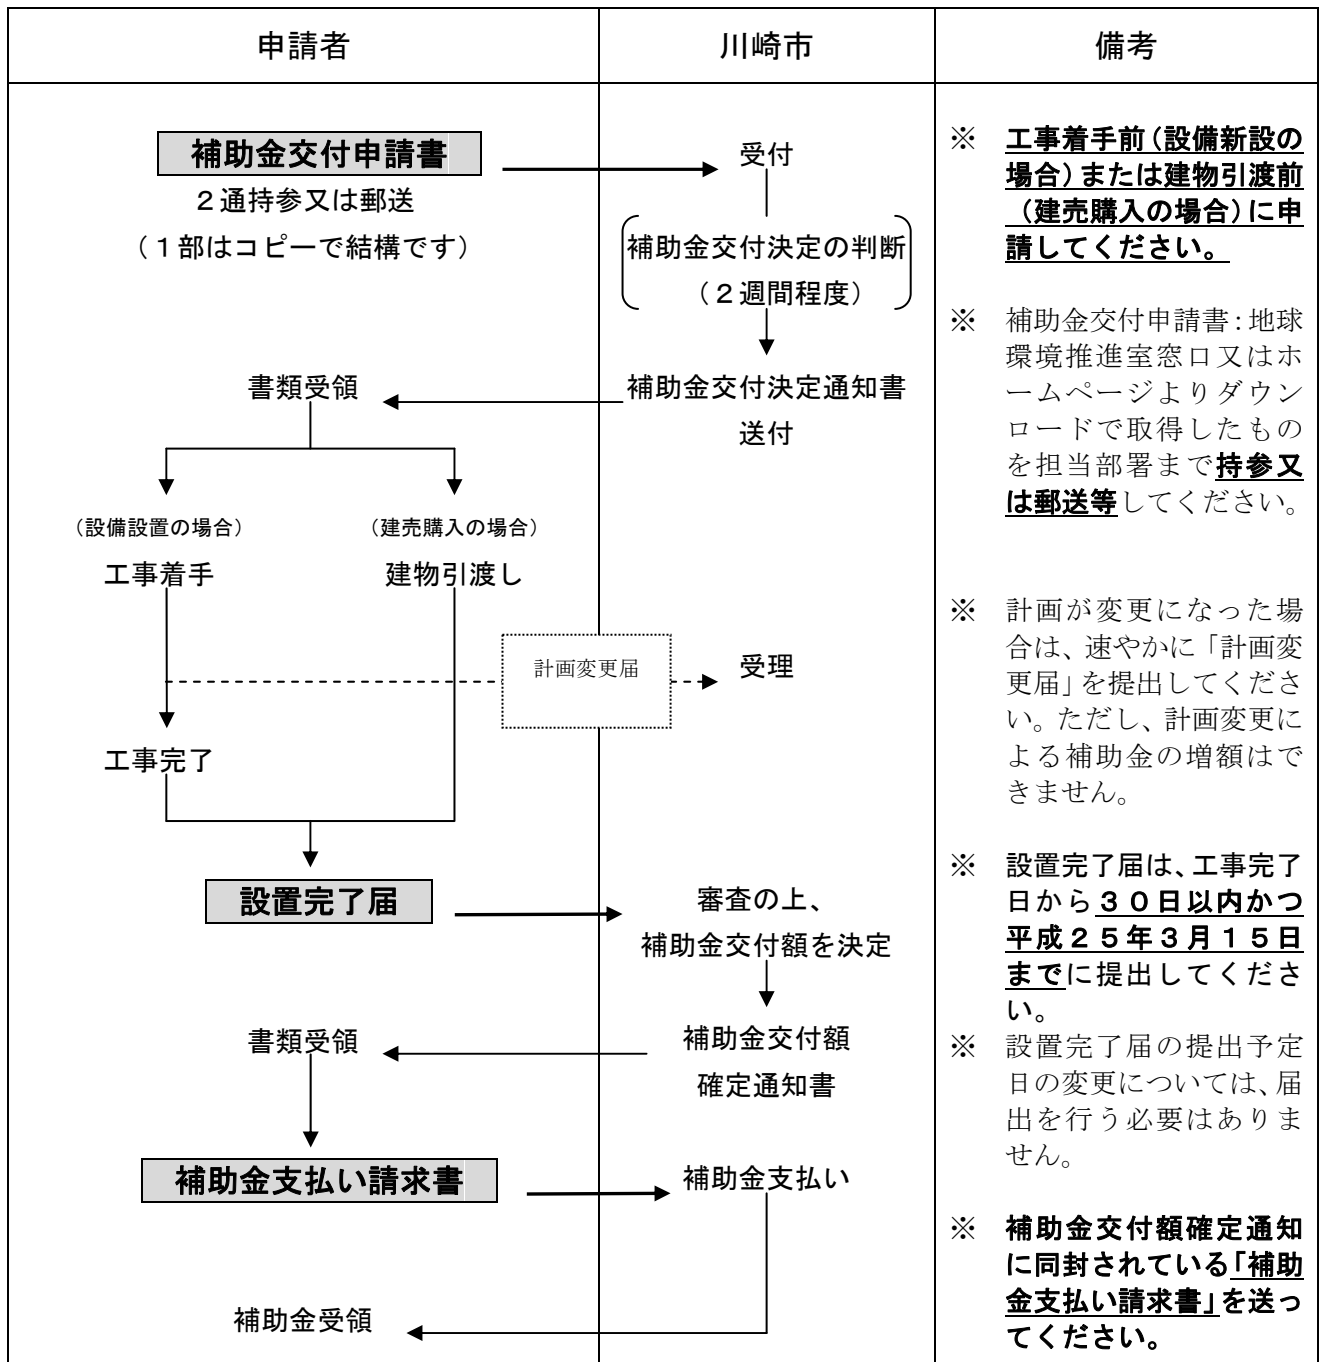 申請者
川崎市
備考
補助金交付申請書
２通持参又は郵送
（１部はコピーで結構です）
受付
補助金交付決定の判断
（２週間程度）
書類受領
補助金交付決定通知書
送付
（設備設置の場合）
（建売購入の場合）
工事着手
建物引渡し
計画変更届
受理
工事完了
設置完了届
審査の上、
補助金交付額を決定
書類受領
補助金交付額
確定通知書
補助金支払い請求書
補助金支払い
補助金受領
※ 工事着手前（設備新設の
場合）または建物引渡前
（建売購入の場合）に申
請してください。
※ 補助金交付申請書：地球
環境推進室窓口又はホ
ームページよりダウン
ロードで取得したもの
を担当部署まで持参又
は郵送等してください。
※ 計画が変更になった場
合は、速やかに「計画変
更届」を提出してくださ
い。ただし、計画変更に
よる補助金の増額はで
きません。
※ 設置完了届は、工事完了
日から３０日以内かつ
平成２５年３月１５日
までに提出してくださ
い。
※ 設置完了届の提出予定
日の変更については、届
出を行う必要はありま
せん。
※ 補助金交付額確定通知
に同封されている「補助
金支払い請求書」を送っ
てください。